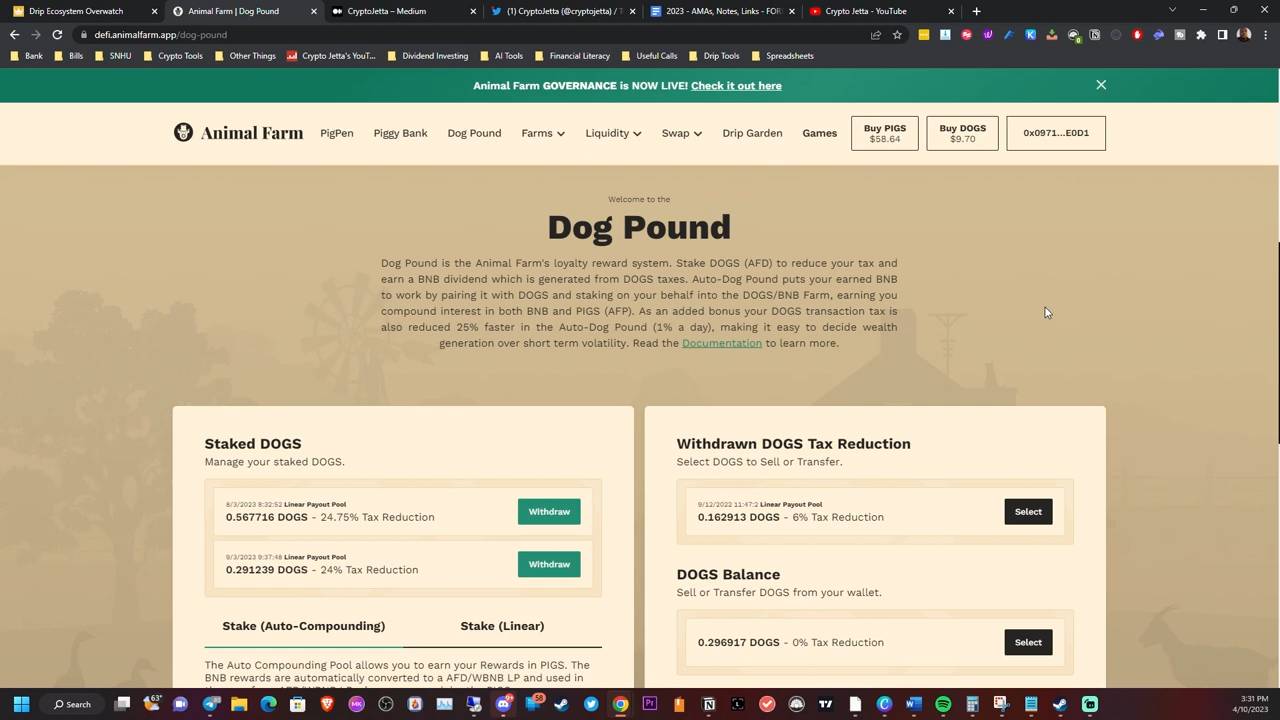 Drip Ecosystem Overwatch
Animal Farm | Dog Pound
CryptoJetta – Medium
(1) CryptoJetta (@cryptojetta) / T
2023 - AMAs, Notes, Links - FOR
Crypto Jetta - YouTube
defi.animalfarm.app/dog-pound
Bank
Bills
SNHU
Crypto Tools
Other Things
Crypto Jetta's YouT...
Dividend Investing
AI Tools
Financial Literacy
Useful Calls
Drip Tools
Spreadsheets
Animal Farm GOVERNANCE is NOW LIVE! Check it out here
Animal Farm
PigPen
Piggy Bank
Dog Pound
Farms
Liquidity
Swap
Drip Garden
Games
Buy PIGS
$58.64
Buy DOGS
$9.70
0x0971...E0D1
Welcome to the
Dog Pound
Dog Pound is the Animal Farm's loyalty reward system. Stake DOGS (AFD) to reduce your tax and
earn a BNB dividend which is generated from DOGS taxes. Auto-Dog Pound puts your earned BNB
to work by pairing it with DOGS and staking on your behalf into the DOGS/BNB Farm, earning you
compound interest in both BNB and PIGS (AFP). As an added bonus your DOGS transaction tax is
also reduced 25% faster in the Auto-Dog Pound (1% a day), making it easy to decide wealth
generation over short term volatility. Read the Documentation to learn more.
Staked DOGS
Manage your staked DOGS.
8/3/2023 8:32:52 Linear Payout Pool
0.567716 DOGS - 24.75% Tax Reduction
Withdraw
9/3/2023 9:37:48 Linear Payout Pool
0.291239 DOGS - 24% Tax Reduction
Withdraw
Stake (Auto-Compounding)
Stake (Linear)
The Auto Compounding Pool allows you to earn your Rewards in PIGS. The
BNB rewards are automatically converted to a AFD/WBNB LP and used in
Withdrawn DOGS Tax Reduction
Select DOGS to Sell or Transfer.
9/12/2022 11:47:2 Linear Payout Pool
0.162913 DOGS - 6% Tax Reduction
Select
DOGS Balance
Sell or Transfer DOGS from your wallet.
0.296917 DOGS - 0% Tax Reduction
Select
Search
63°
58
3:31 PM
4/10/2023